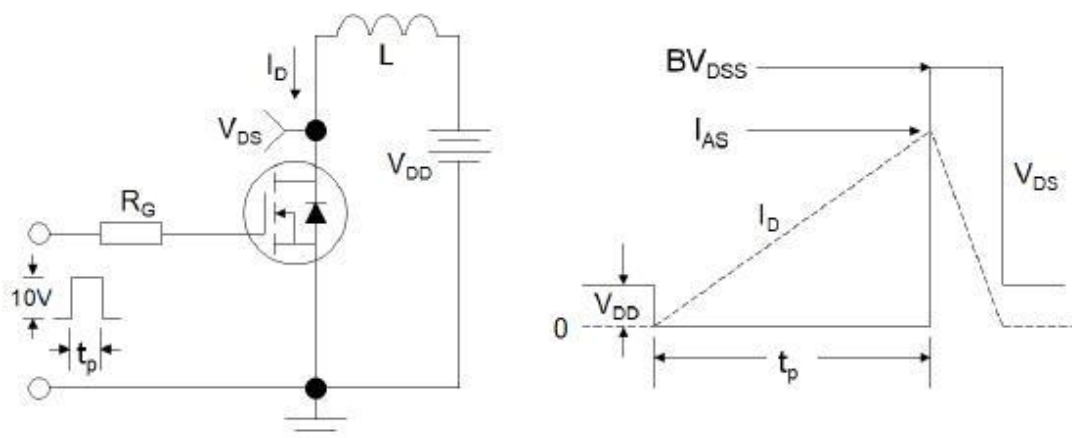 I_D
L
V_DS
V_DD
R_G
10V
t_p
BV_DSS
I_AS
V_DS
I_D
V_DD
0
t_p